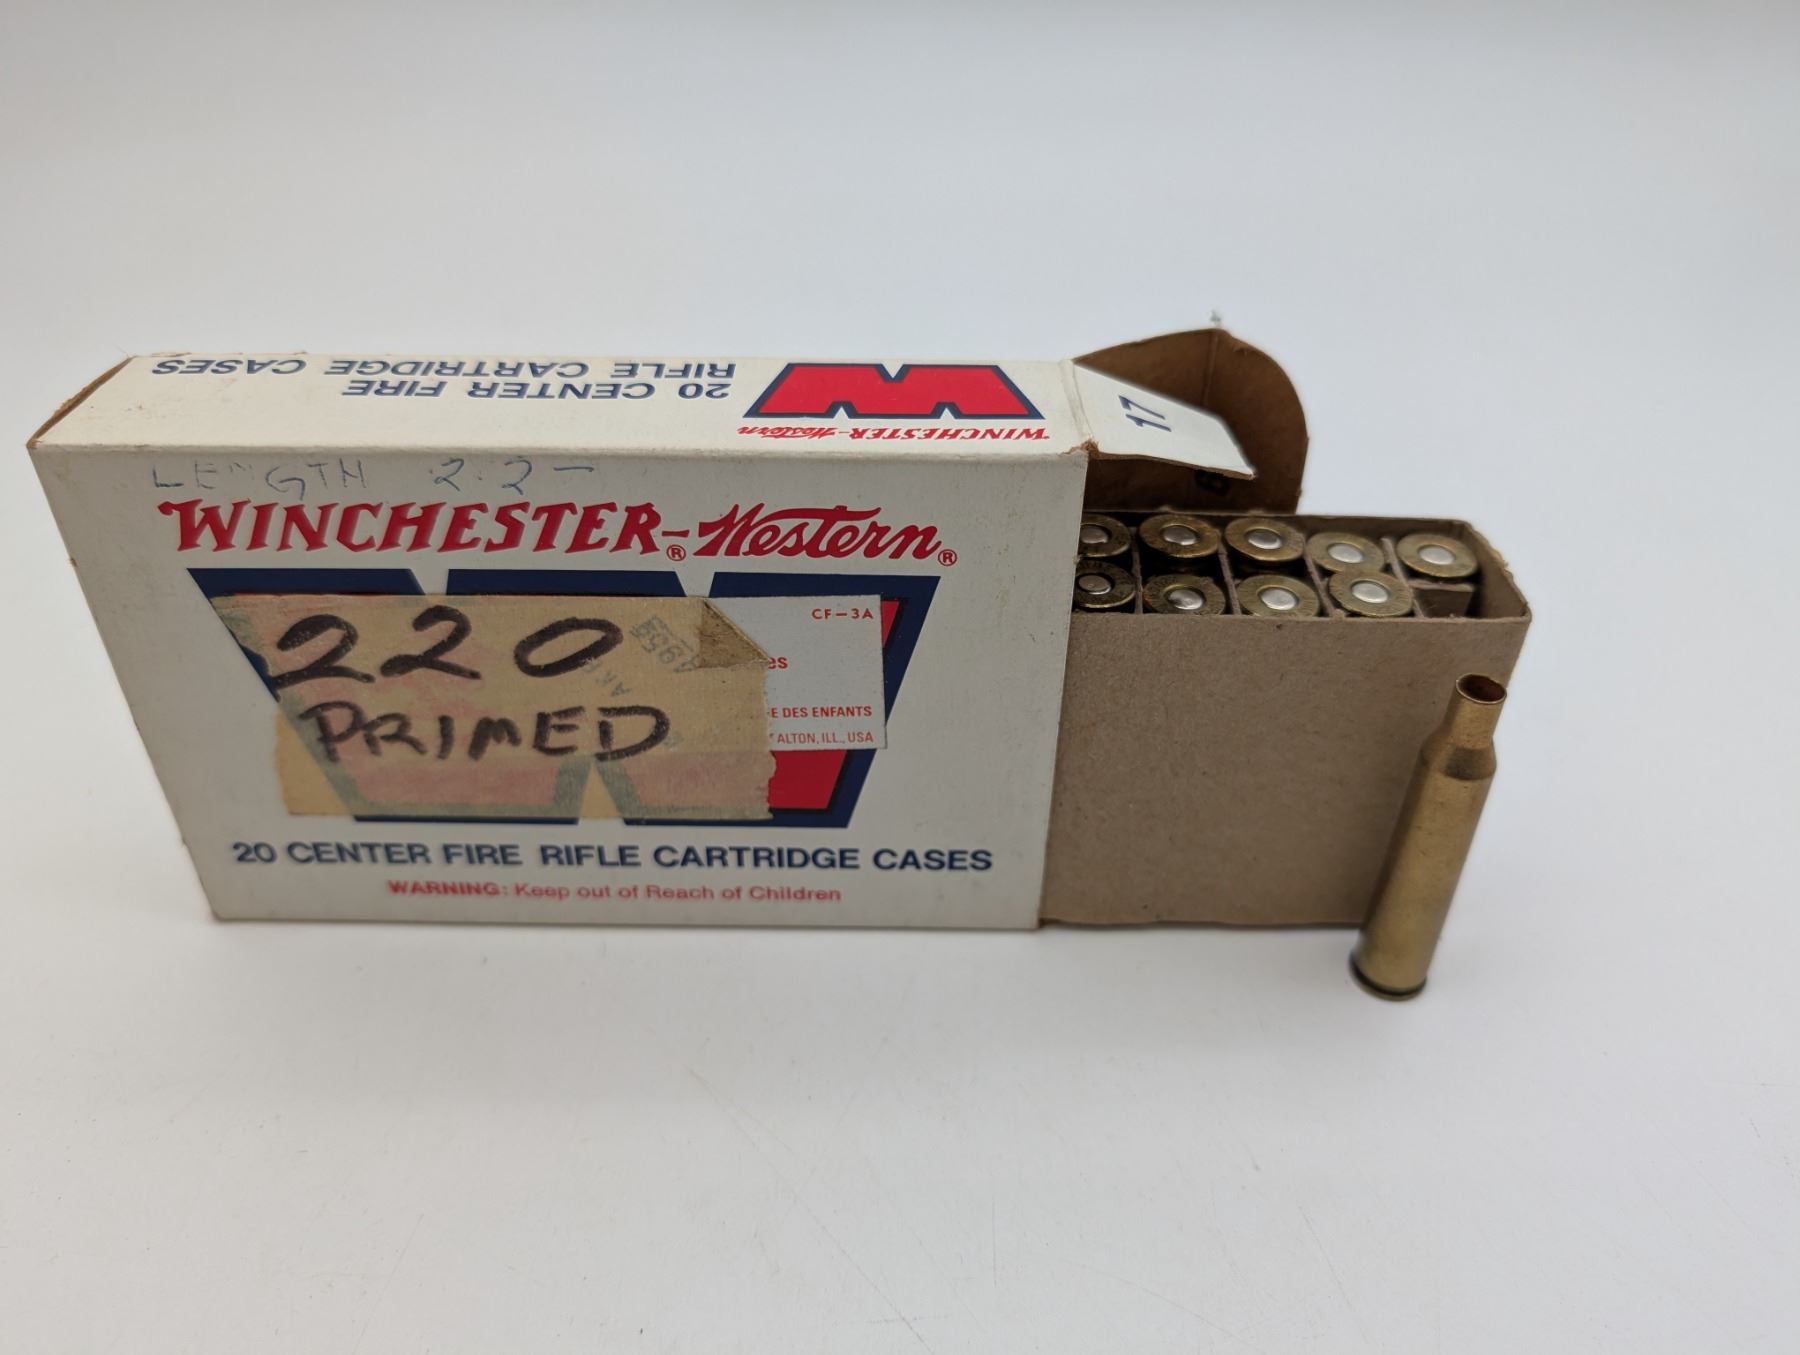 20 CENTER FIRE
RIFLE CARTRIDGE CASES
WINCHESTER-Western
17
LENGTH 2.2-
WINCHESTER®-Western®
220
PRIMED
CF-3A
DES ENFANTS
ALTON, ILL., USA
20 CENTER FIRE RIFLE CARTRIDGE CASES
WARNING: Keep out of Reach of Children